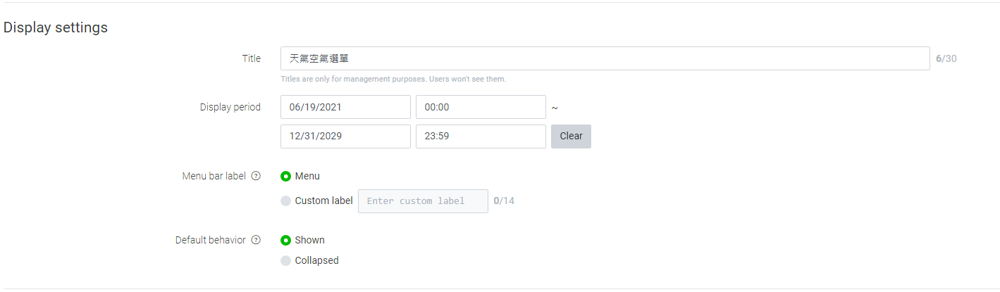 Display settings
Title 天氣空氣選單 6/30
Titles are only for management purposes. Users won't see them.
Display period 06/19/2021 00:00 ~
12/31/2029 23:59 Clear
Menu bar label ? Menu
Custom label Enter custom label 0/14
Default behavior ? Shown
Collapsed